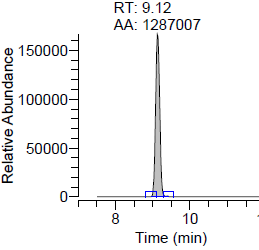 RT: 9.12
AA: 1287007
150000
100000
50000
0
Relative Abundance
8 10
Time (min)